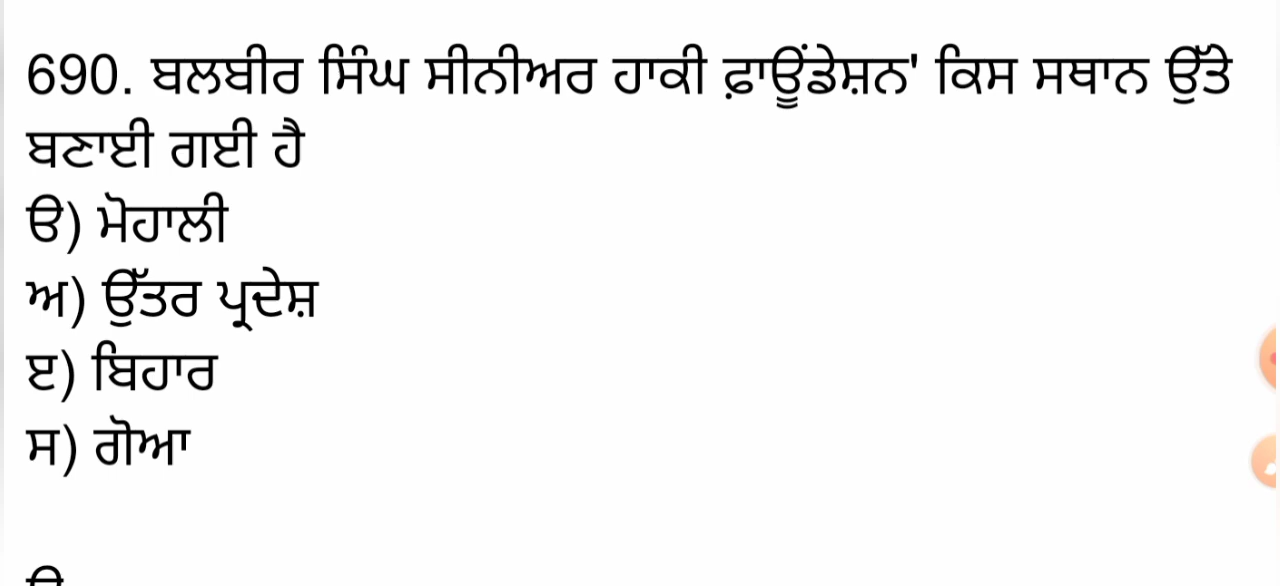 690. ਬਲਬੀਰ ਸਿੰਘ ਸੀਨੀਅਰ ਹਾਕੀ ਫ਼ਾਊਂਡੇਸ਼ਨ' ਕਿਸ ਸਥਾਨ ਉੱਤੇ
ਬਣਾਈ ਗਈ ਹੈ
ੳ) ਮੋਹਾਲੀ
ਅ) ਉੱਤਰ ਪ੍ਰਦੇਸ਼
ੲ) ਬਿਹਾਰ
ਸ) ਗੋਆ